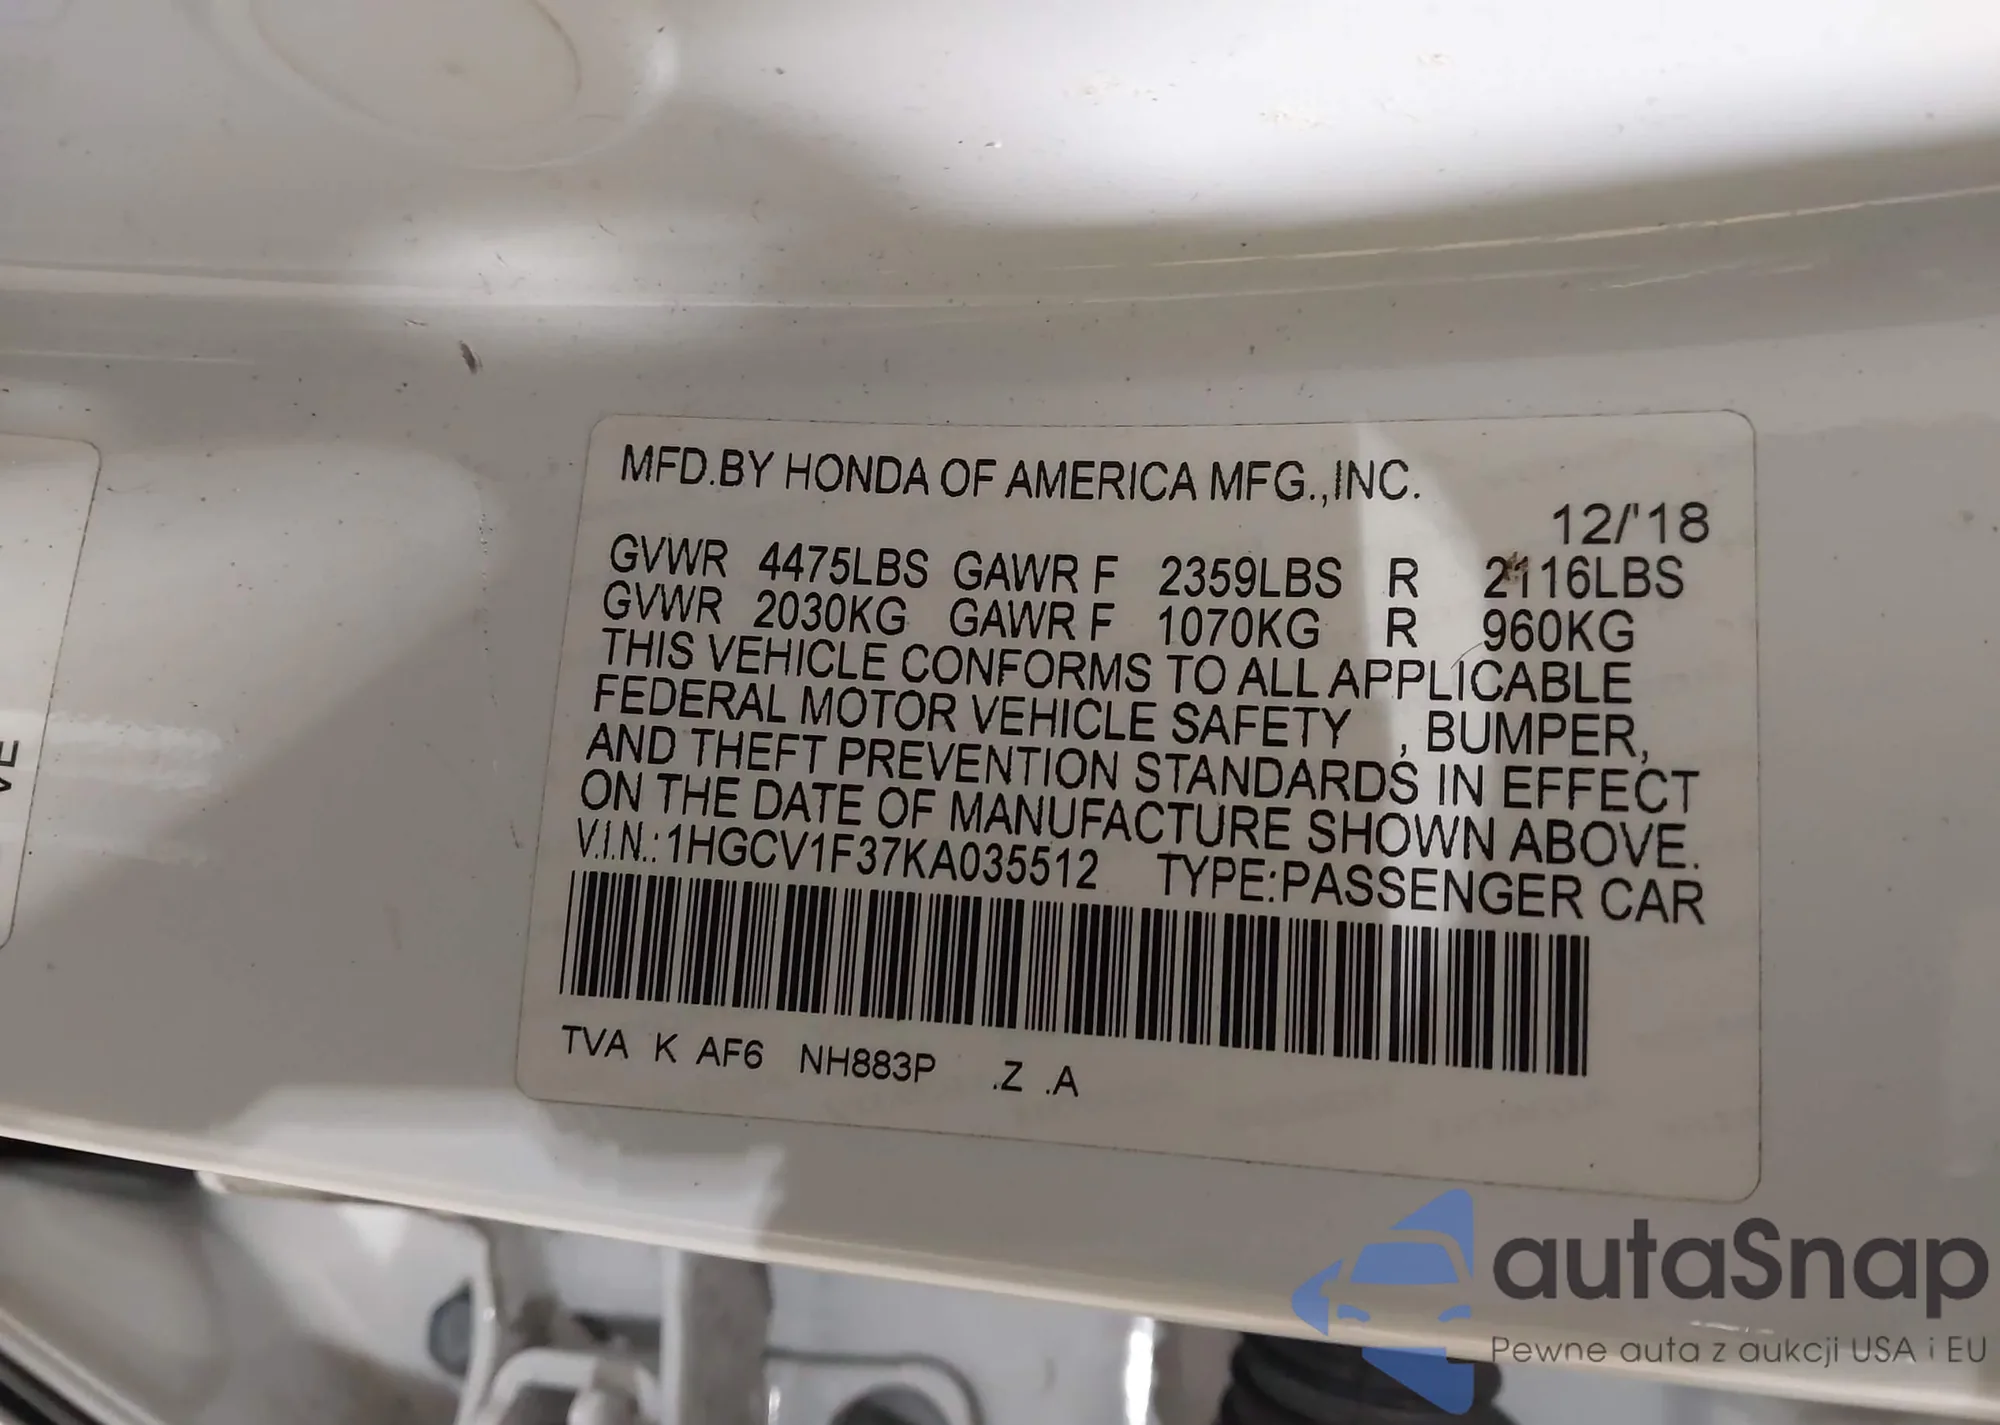 MFD.BY HONDA OF AMERICA MFG.,INC.
12/'18
GVWR 4475LBS GAWR F 2359LBS R 2116LBS
GVWR 2030KG GAWR F 1070KG R 960KG
THIS VEHICLE CONFORMS TO ALL APPLICABLE
FEDERAL MOTOR VEHICLE SAFETY , BUMPER,
AND THEFT PREVENTION STANDARDS IN EFFECT
ON THE DATE OF MANUFACTURE SHOWN ABOVE.
V.I.N.:1HGCV1F37KA035512 TYPE:PASSENGER CAR
TVA K AF6 NH883P .Z .A
autaSnap
Pewne auta z aukcji USA i EU